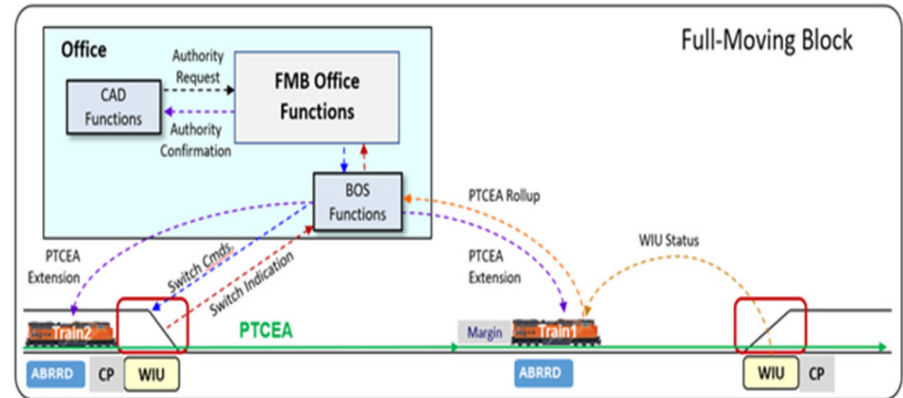 Full-Moving Block
Office
Authority
Request
CAD
Functions
FMB Office
Functions
Authority
Confirmation
BOS
Functions
PTCEA Rollup
WIU Status
PTCEA
Extension
Switch Cmds.
Switch Indication
PTCEA
Extension
PTCEA
Train2
Margin
Train1
ABRRD
CP
WIU
ABRRD
WIU
CP